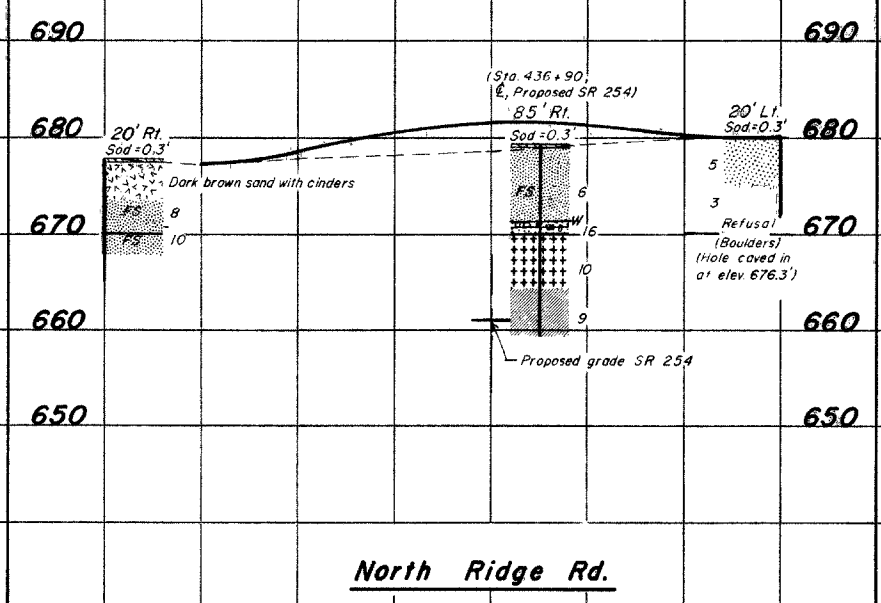 690 690
(Sta. 436+90,
℄, Proposed SR 254)
680 20' Rt. 85' Rt. 20' Lt. 680
Sod=0.3' Sod=0.3' Sod=0.3'
5
Dark brown sand with cinders
FS 6
3
FS 8
W
670 Refusal 670
16
FS 10
(Boulders)
(Hole caved in
10
at elev. 676.3')
660 9 660
Proposed grade SR 254
650 650
North Ridge Rd.